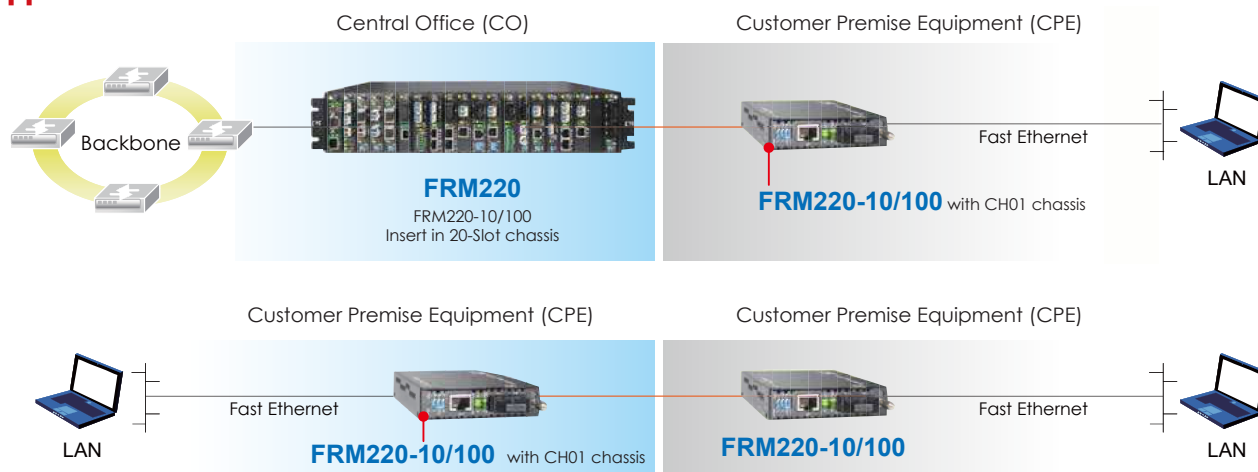 Central Office (CO)
Customer Premise Equipment (CPE)
Backbone
Fast Ethernet
LAN
FRM220
FRM220-10/100
Insert in 20-Slot chassis
FRM220-10/100 with CH01 chassis
Customer Premise Equipment (CPE)
Customer Premise Equipment (CPE)
Fast Ethernet
Fast Ethernet
LAN
LAN
FRM220-10/100 with CH01 chassis
FRM220-10/100